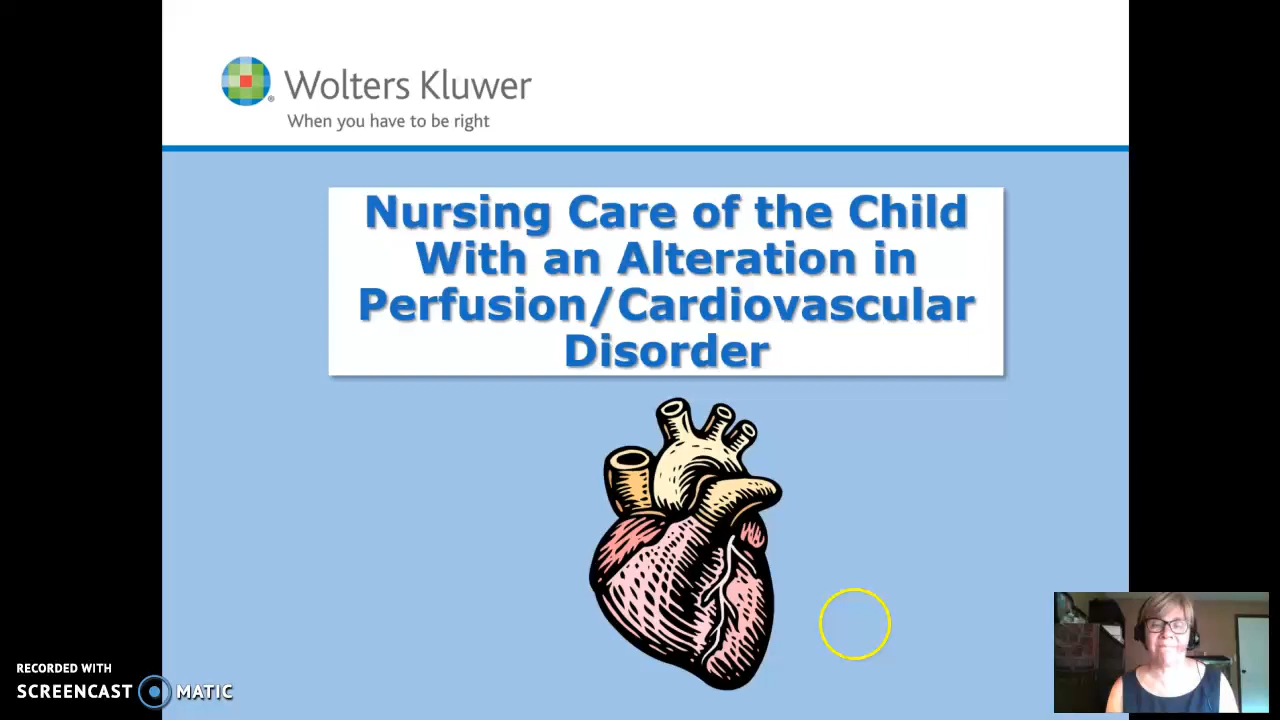 Wolters Kluwer
When you have to be right
Nursing Care of the Child
With an Alteration in
Perfusion/Cardiovascular
Disorder
RECORDED WITH
SCREENCAST MATIC